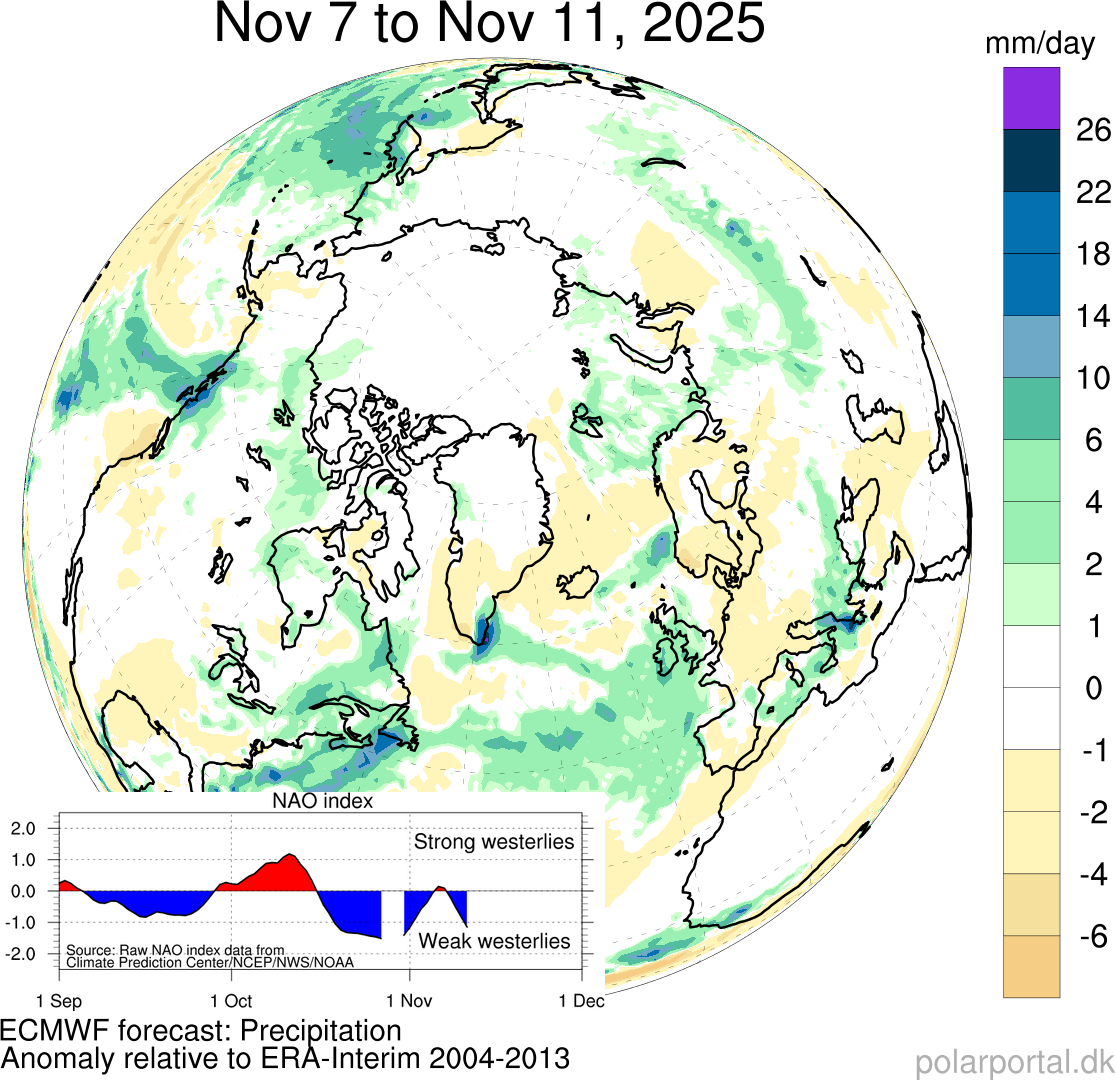 Nov 7 to Nov 11, 2025
mm/day
26
22
18
14
10
6
4
2
1
0
-1
-2
-4
-6
NAO index
2.0
1.0
0.0
-1.0
-2.0
Strong westerlies
Weak westerlies
Source: Raw NAO index data from
Climate Prediction Center/NCEP/NWS/NOAA
1 Sep 1 Oct 1 Nov 1 Dec
ECMWF forecast: Precipitation
Anomaly relative to ERA-Interim 2004-2013
polarportal.dk